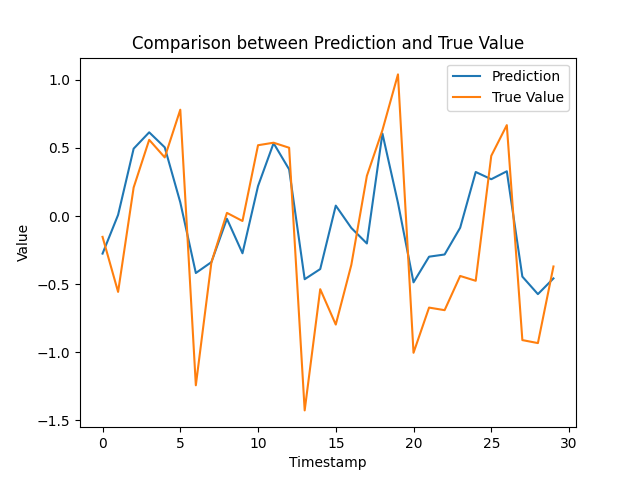 Comparison between Prediction and True Value
Prediction
True Value
1.0
0.5
0.0
−0.5
−1.0
−1.5
Value
0 5 10 15 20 25 30
Timestamp